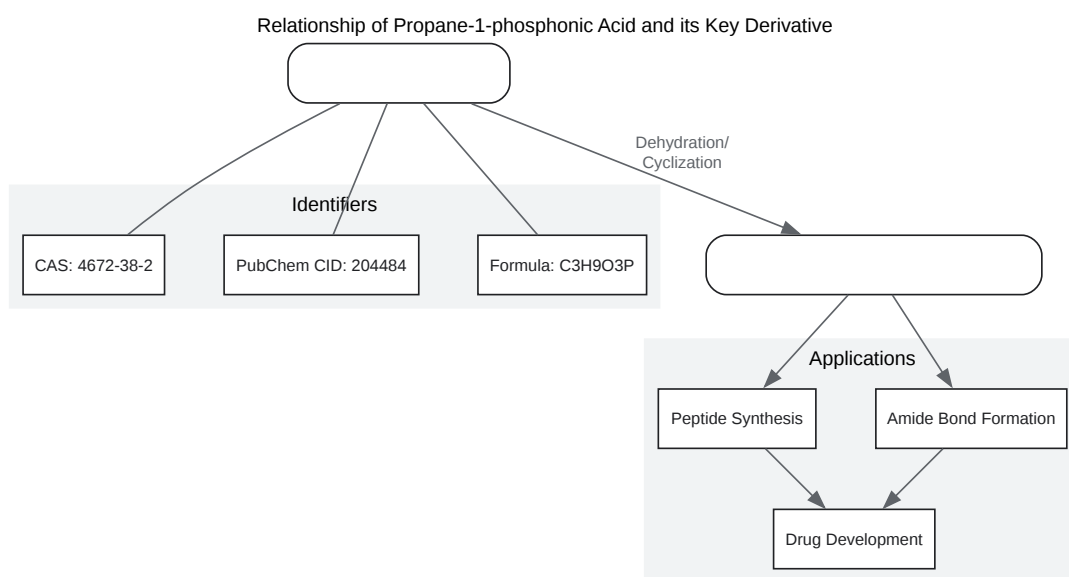 Relationship of Propane-1-phosphonic Acid and its Key Derivative
Dehydration/
Cyclization
Identifiers
CAS: 4672-38-2
PubChem CID: 204484
Formula: C3H9O3P
Applications
Peptide Synthesis
Amide Bond Formation
Drug Development